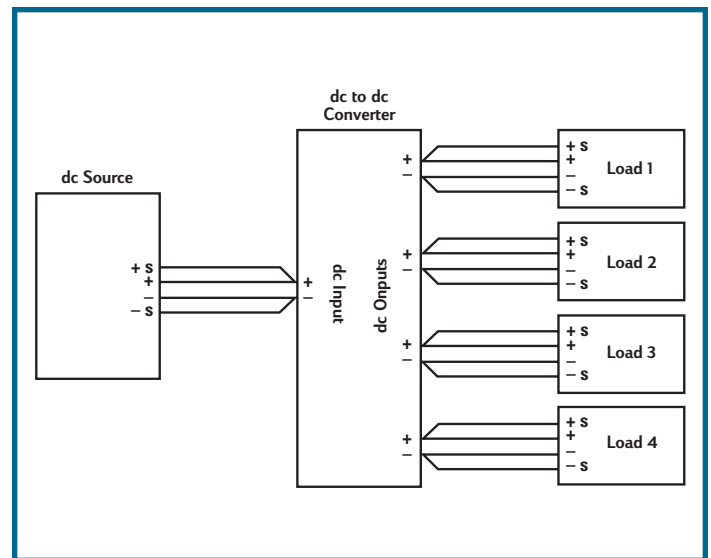 dc to dc
Converter
dc Source
+ s
+
−
− s
+
−
dc Input
dc Onputs
+
−
+
−
+
−
+
−
+ s
+
−
− s
Load 1
+ s
+
−
− s
Load 2
+ s
+
−
− s
Load 3
+ s
+
−
− s
Load 4